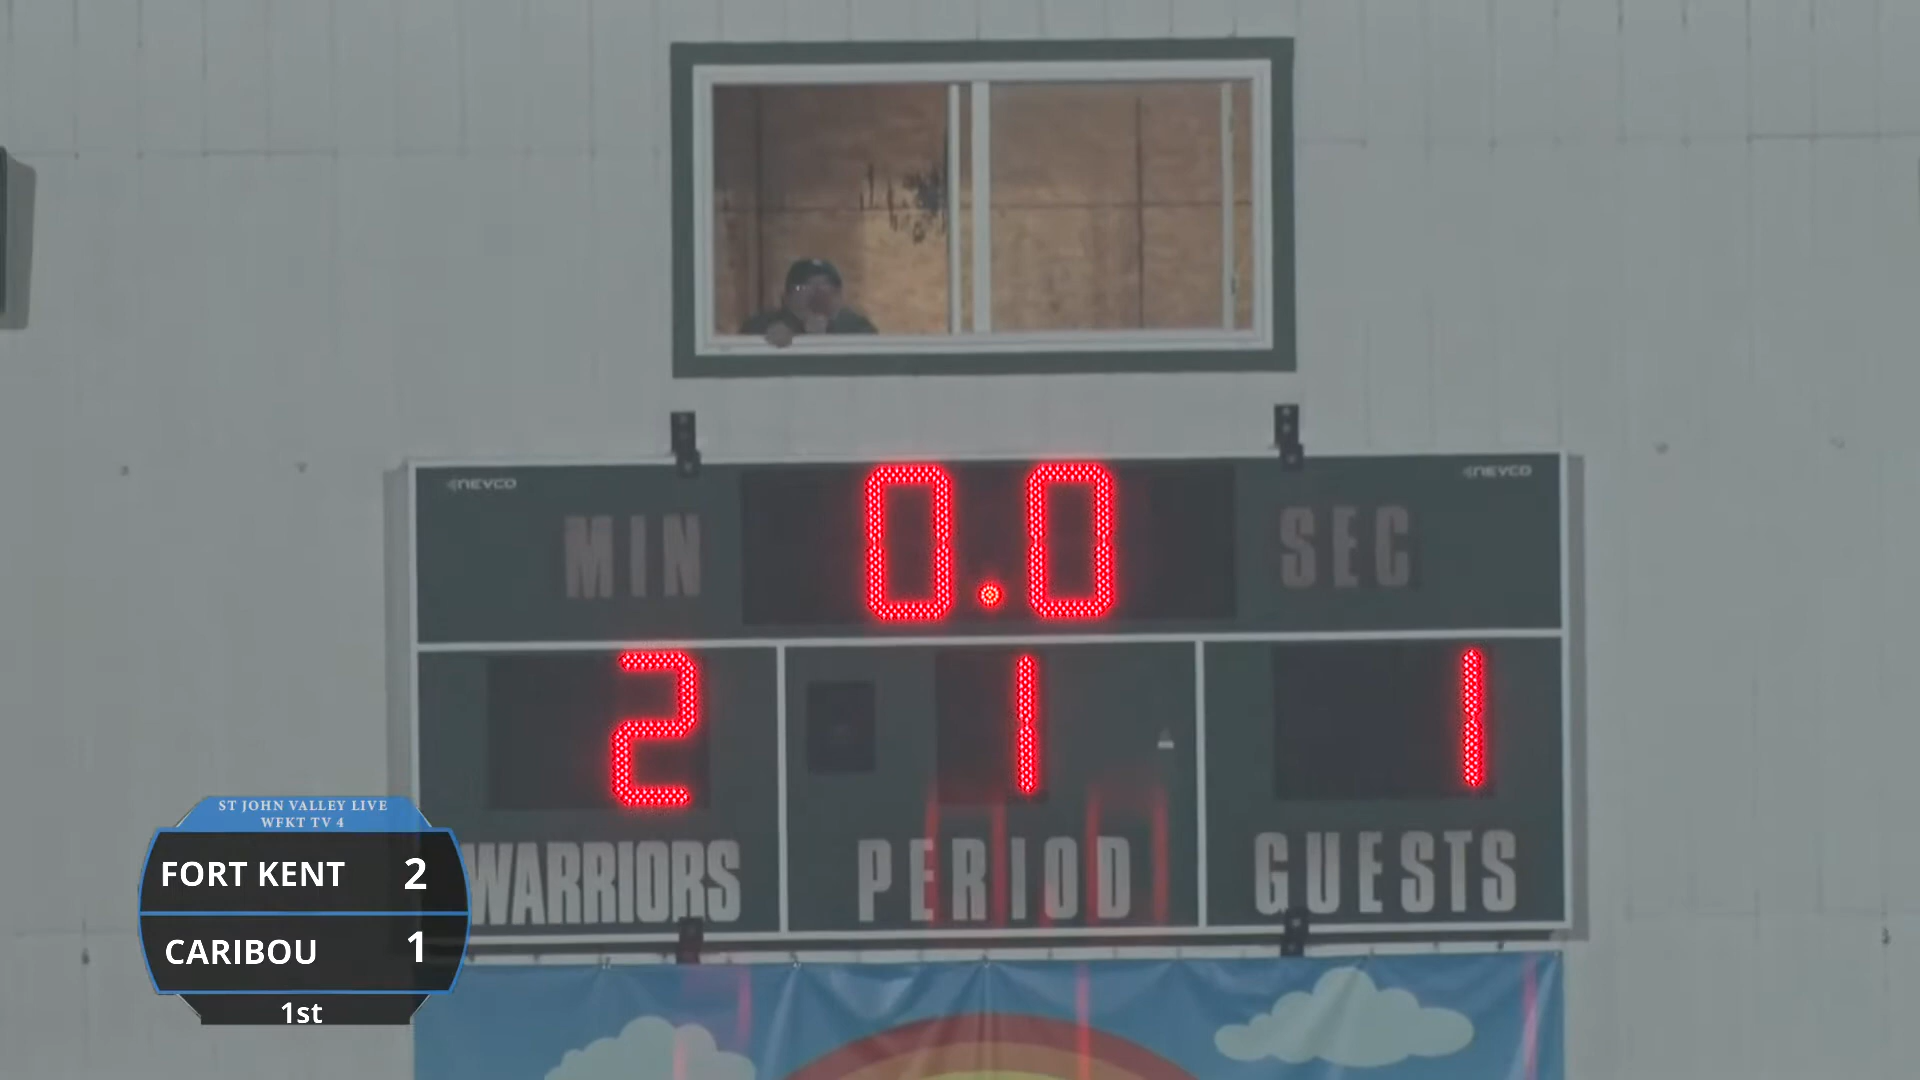 NEVCO
NEVCO
MIN 0.0 SEC
2 1 1
WARRIORS PERIOD GUESTS
ST JOHN VALLEY LIVE
WFKT TV 4
FORT KENT 2
CARIBOU 1
1st